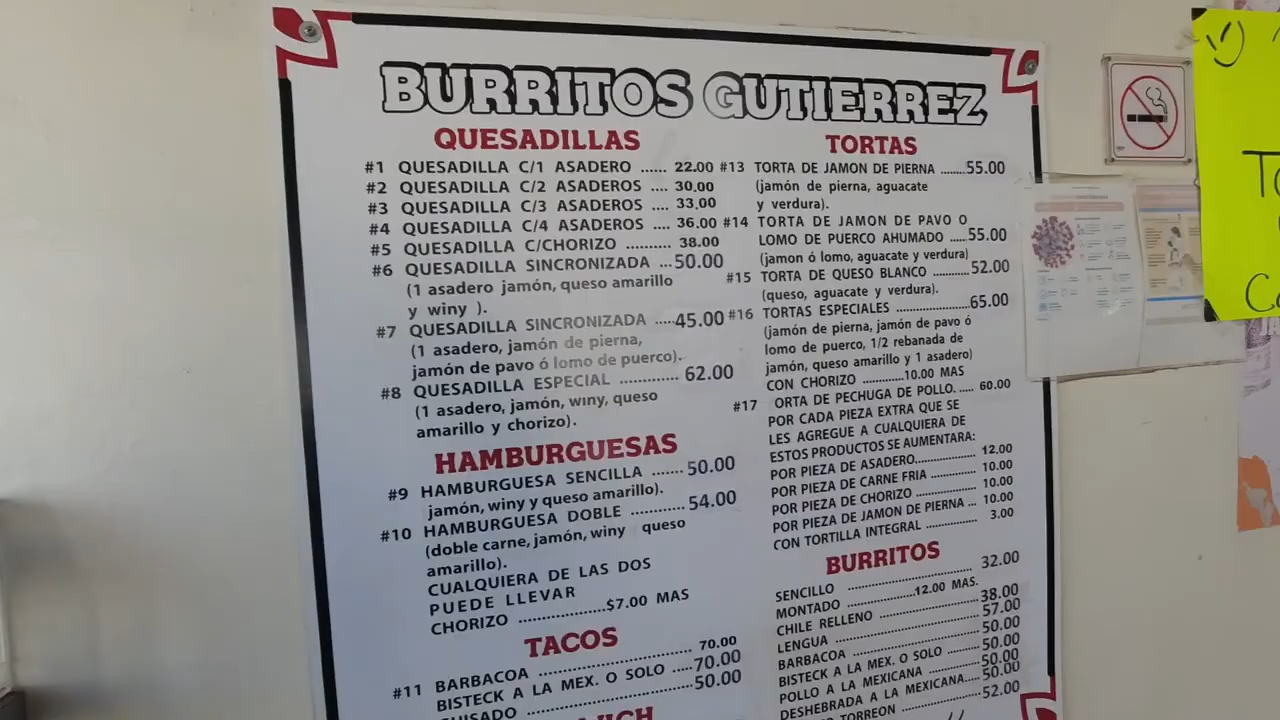 BURRITOS GUTIERREZ
QUESADILLAS
#1 QUESADILLA C/1 ASADERO ...... 22.00
#2 QUESADILLA C/2 ASADEROS .... 30.00
#3 QUESADILLA C/3 ASADEROS .... 33.00
#4 QUESADILLA C/4 ASADEROS .... 36.00
#5 QUESADILLA C/CHORIZO .......... 38.00
#6 QUESADILLA SINCRONIZADA ...50.00
(1 asadero jamón, queso amarillo
y winy ).
#7 QUESADILLA SINCRONIZADA .....45.00
(1 asadero, jamón de pierna,
jamón de pavo ó lomo de puerco).
#8 QUESADILLA ESPECIAL ............ 62.00
(1 asadero, jamón, winy, queso
amarillo y chorizo).
HAMBURGUESAS
#9 HAMBURGUESA SENCILLA ....... 50.00
jamón, winy y queso amarillo).
#10 HAMBURGUESA DOBLE ............ 54.00
(doble carne, jamón, winy queso
amarillo).
CUALQUIERA DE LAS DOS
PUEDE LLEVAR
CHORIZO ...................$7.00 MAS
TACOS
#11 BARBACOA .......................... 70.00
BISTECK A LA MEX. O SOLO ....70.00
GUISADO ............................50.00
TORTAS
#13 TORTA DE JAMON DE PIERNA .......55.00
(jamón de pierna, aguacate
y verdura).
#14 TORTA DE JAMON DE PAVO O
LOMO DE PUERCO AHUMADO .....55.00
(jamon ó lomo, aguacate y verdura)
#15 TORTA DE QUESO BLANCO ............52.00
(queso, aguacate y verdura).
#16 TORTAS ESPECIALES ....................65.00
(jamón de pierna, jamón de pavo ó
lomo de puerco, 1/2 rebanada de
jamón, queso amarillo y 1 asadero)
CON CHORIZO ............10.00 MAS
#17 ORTA DE PECHUGA DE POLLO. .... 60.00
POR CADA PIEZA EXTRA QUE SE
LES AGREGUE A CUALQUIERA DE
ESTOS PRODUCTOS SE AUMENTARA:
POR PIEZA DE ASADERO................. 12.00
POR PIEZA DE CARNE FRIA ............ 10.00
POR PIEZA DE CHORIZO ................ 10.00
POR PIEZA DE JAMON DE PIERNA ... 10.00
CON TORTILLA INTEGRAL .............. 3.00
BURRITOS
SENCILLO ................................ 32.00
MONTADO ..................12.00 MAS.
CHILE RELLENO ......................... 38.00
LENGUA .................................. 57.00
BARBACOA ............................... 50.00
BISTECK A LA MEX. O SOLO ......... 50.00
POLLO A LA MEXICANA .............. 50.00
DESHEBRADA A LA MEXICANA.....50.00
TORREON ............... 52.00